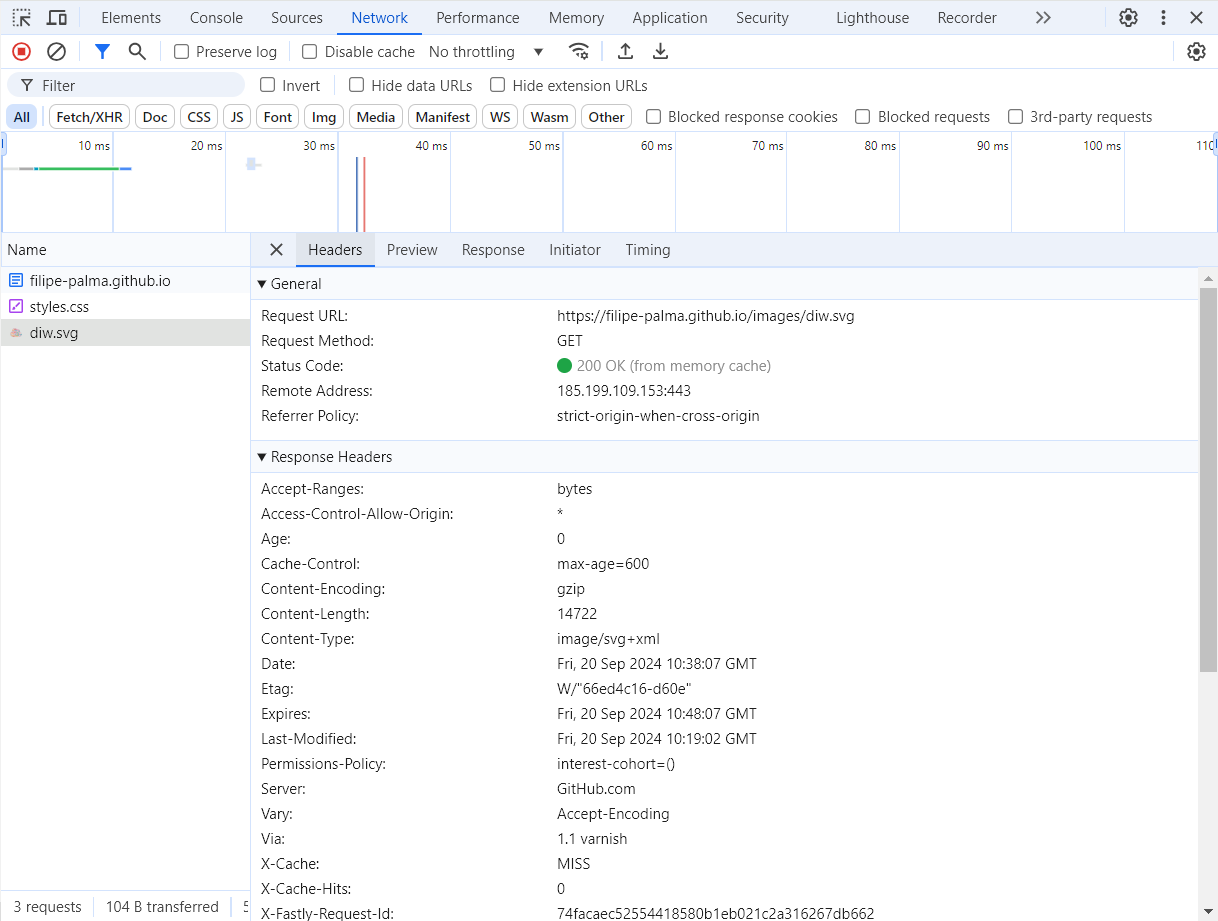 Elements Console Sources Network Performance Memory Application Security Lighthouse Recorder
Preserve log Disable cache No throttling
Filter Invert Hide data URLs Hide extension URLs
All Fetch/XHR Doc CSS JS Font Img Media Manifest WS Wasm Other Blocked response cookies Blocked requests 3rd-party requests
10 ms 20 ms 30 ms 40 ms 50 ms 60 ms 70 ms 80 ms 90 ms 100 ms 110
Name
filipe-palma.github.io
styles.css
diw.svg
3 requests 104 B transferred 5
Headers Preview Response Initiator Timing
General
Request URL: https://filipe-palma.github.io/images/diw.svg
Request Method: GET
Status Code: 200 OK (from memory cache)
Remote Address: 185.199.109.153:443
Referrer Policy: strict-origin-when-cross-origin
Response Headers
Accept-Ranges: bytes
Access-Control-Allow-Origin: *
Age: 0
Cache-Control: max-age=600
Content-Encoding: gzip
Content-Length: 14722
Content-Type: image/svg+xml
Date: Fri, 20 Sep 2024 10:38:07 GMT
Etag: W/"66ed4c16-d60e"
Expires: Fri, 20 Sep 2024 10:48:07 GMT
Last-Modified: Fri, 20 Sep 2024 10:19:02 GMT
Permissions-Policy: interest-cohort=()
Server: GitHub.com
Vary: Accept-Encoding
Via: 1.1 varnish
X-Cache: MISS
X-Cache-Hits: 0
X-Fastly-Request-Id: 74facaec52554418580b1eb021c2a316267db662